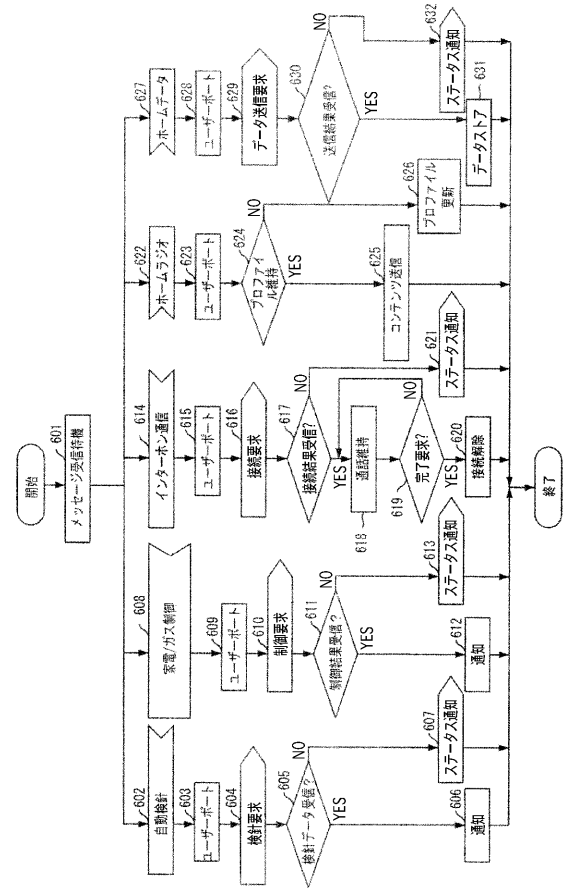 開始
601
メッセージ受信待機
602
自動検針
603
ユーザーポート
604
検針要求
605
検針データ受信？
NO
YES
606
通知
607
ステータス通知
608
家電/ガス制御
609
ユーザーポート
610
制御要求
611
制御結果受信？
NO
YES
612
通知
613
ステータス通知
614
インターホン通信
615
ユーザーポート
616
接続要求
617
接続結果受信?
NO
YES
618
通話維持
619
完了要求?
NO
YES
620
接続解除
621
ステータス通知
622
ホームラジオ
623
ユーザーポート
624
プロファイ
ル維持
NO
YES
625
コンテンツ送信
626
プロファイル
更新
627
ホームデータ
628
ユーザーポート
629
データ送信要求
630
送信結果受信?
NO
YES
631
データストア
632
ステータス通知
終了